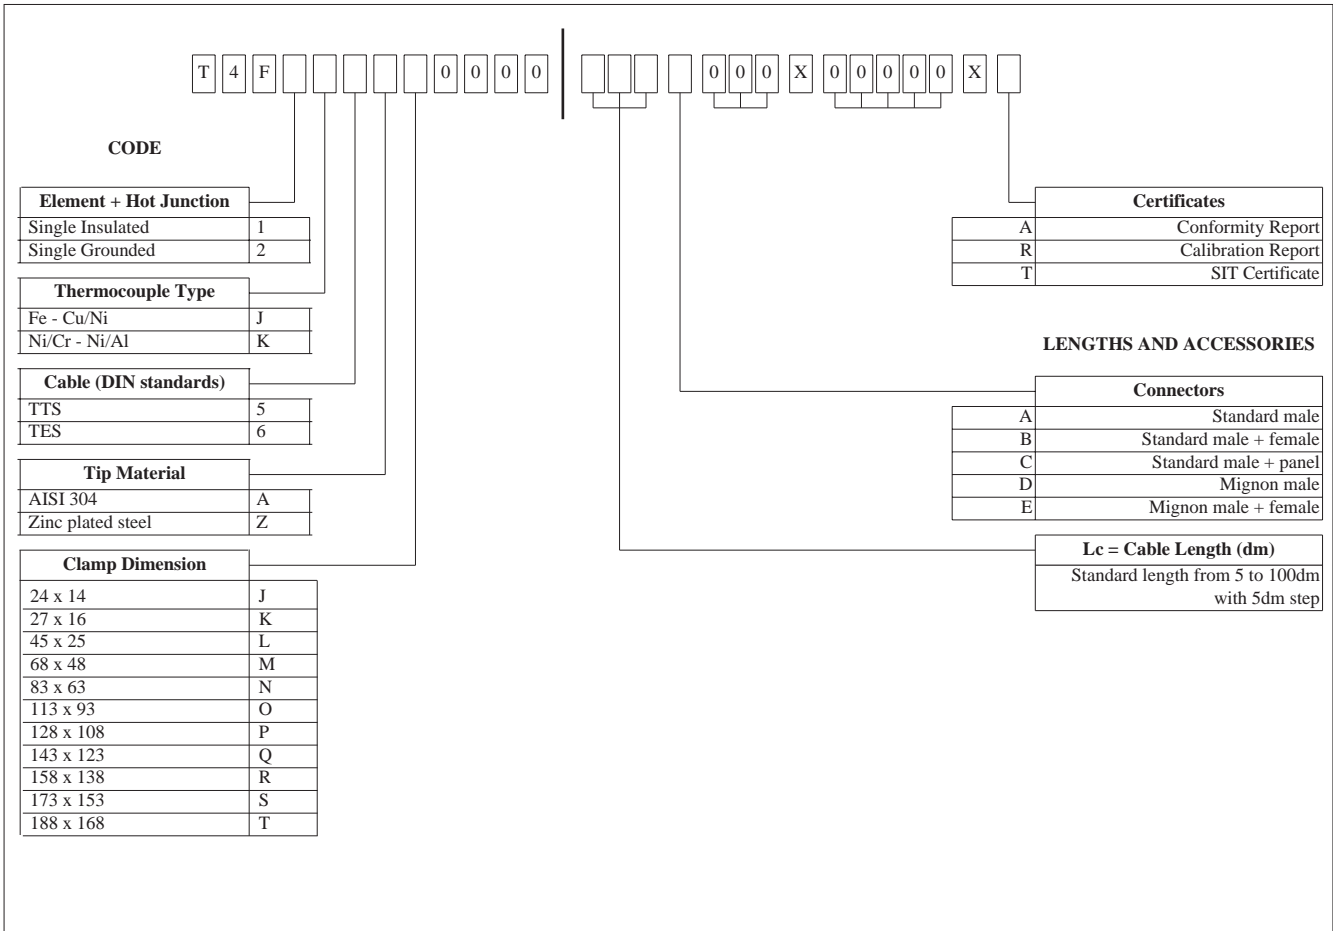 T 4 F 0 0 0 0 0 0 0 X 0 0 0 0 0 X
CODE
Element + Hot Junction
Single Insulated 1
Single Grounded 2
Thermocouple Type
Fe - Cu/Ni J
Ni/Cr - Ni/Al K
Cable (DIN standards)
TTS 5
TES 6
Tip Material
AISI 304 A
Zinc plated steel Z
Clamp Dimension
24 x 14 J
27 x 16 K
45 x 25 L
68 x 48 M
83 x 63 N
113 x 93 O
128 x 108 P
143 x 123 Q
158 x 138 R
173 x 153 S
188 x 168 T
Certificates
A Conformity Report
R Calibration Report
T SIT Certificate
LENGTHS AND ACCESSORIES
Connectors
A Standard male
B Standard male + female
C Standard male + panel
D Mignon male
E Mignon male + female
Lc = Cable Length (dm)
Standard length from 5 to 100dm
with 5dm step